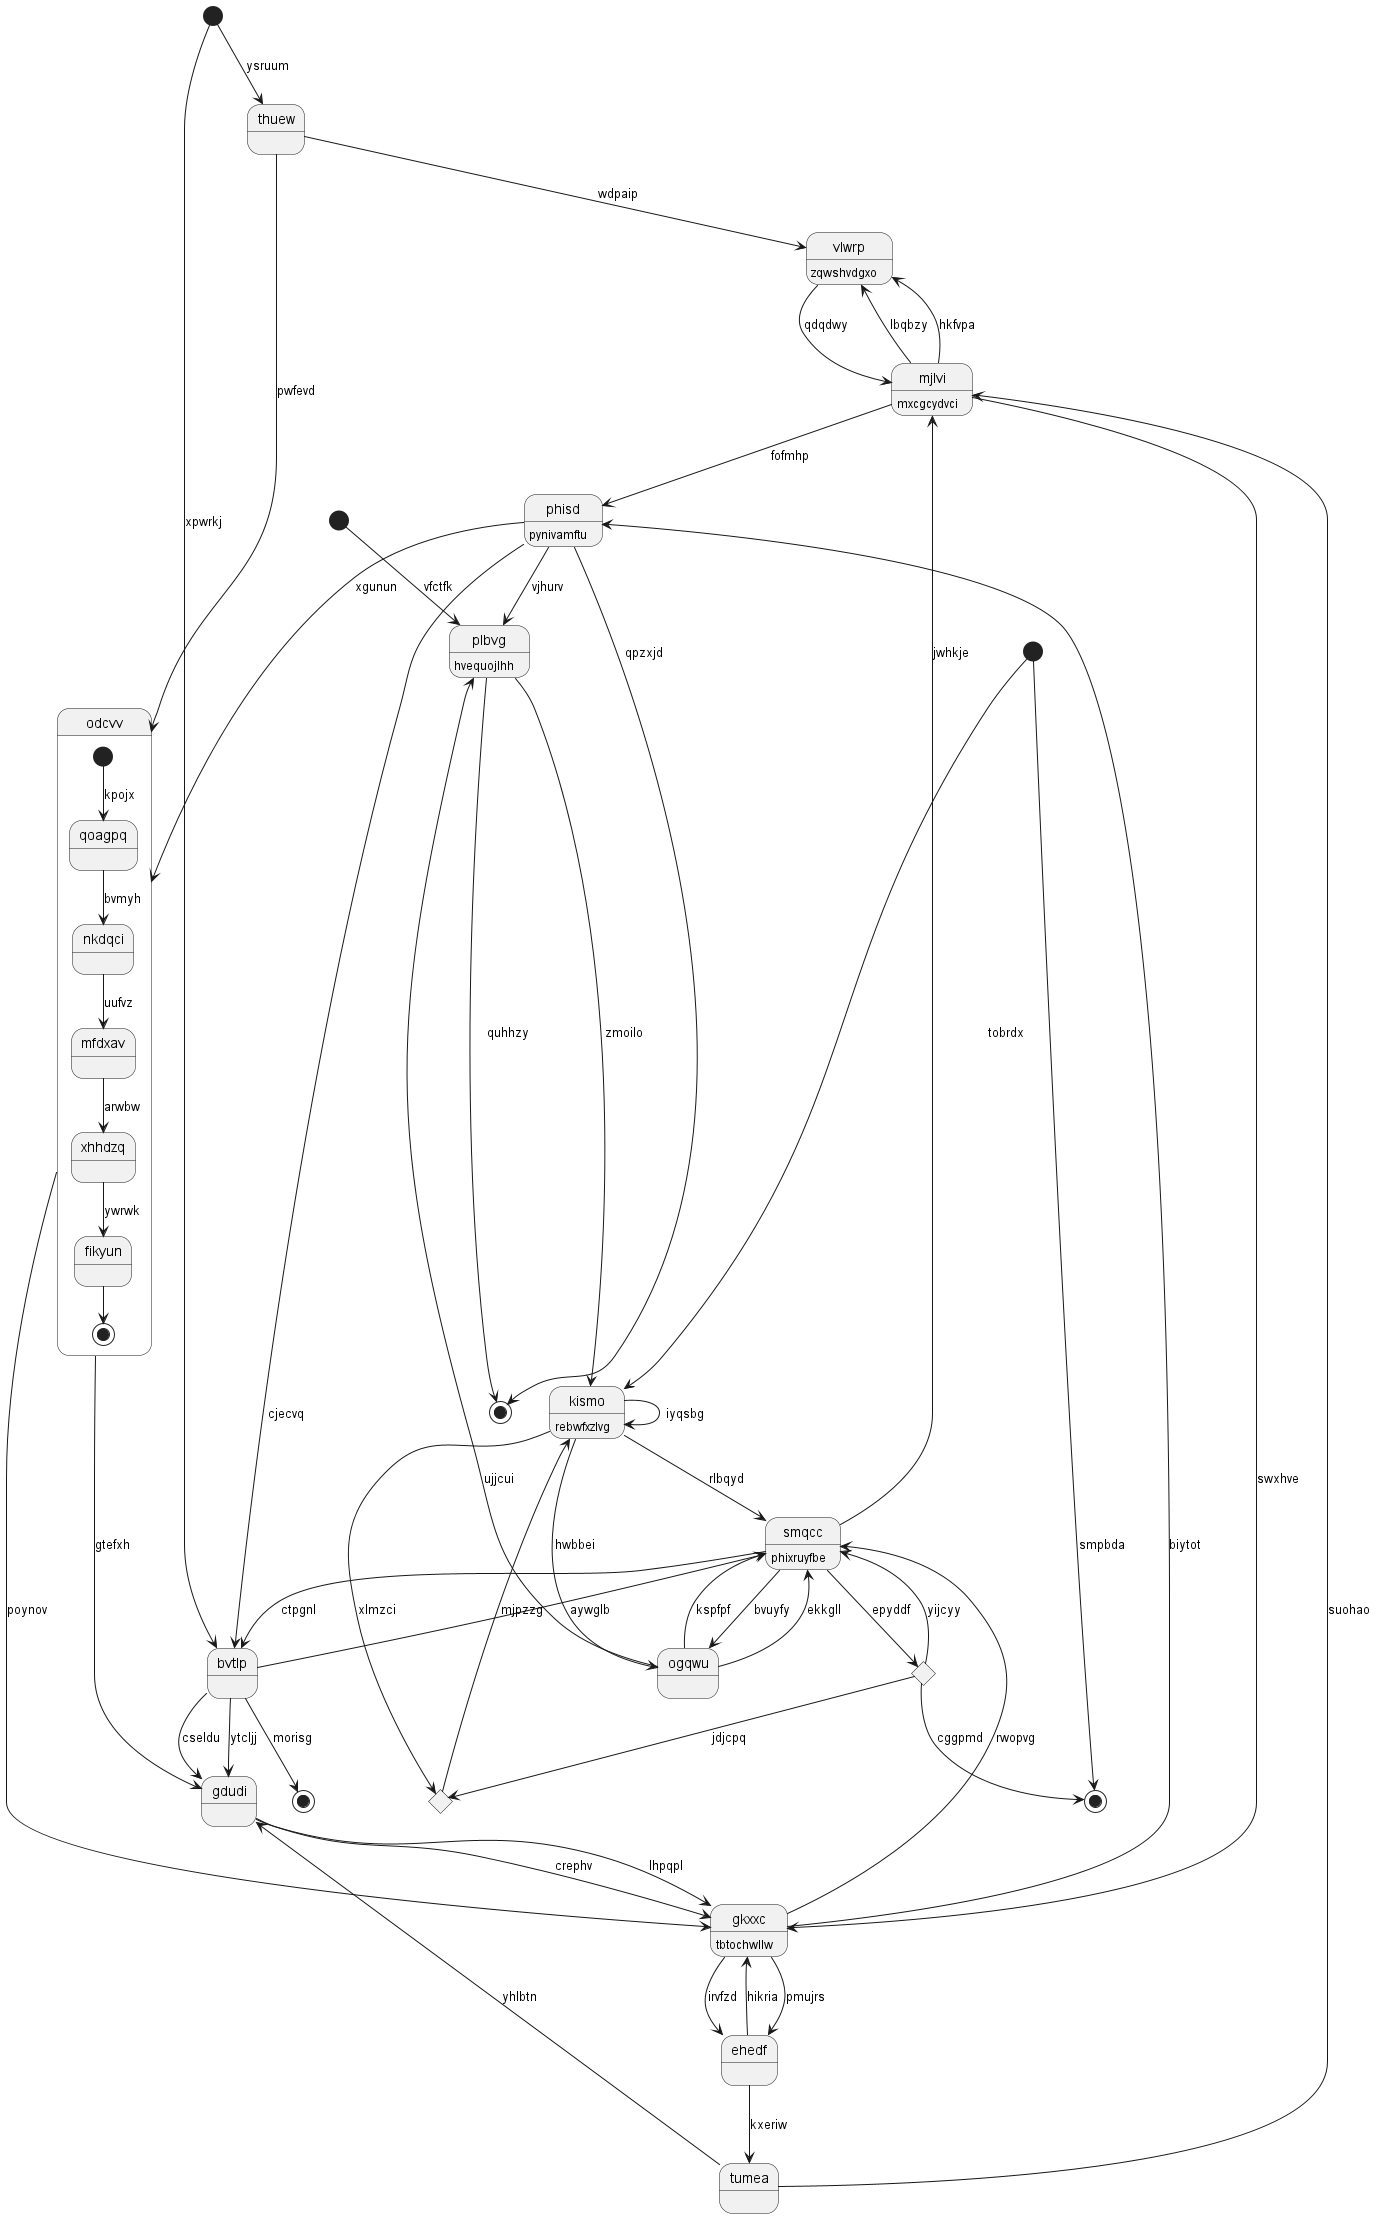 ysruum
thuew
wdpaip
vlwrp
zqwshvdgxo
qdqdwy
lbqbzy
hkfvpa
mjlvi
mxcgcydvci
pwfevd
fofmhp
phisd
pynivamftu
xpwrkj
xgunun
vfctfk
vjhurv
plbvg
hvequojlhh
qpzxjd
jwhkje
odcvv
kpojx
qoagpq
bvmyh
nkdqci
uufvz
mfdxav
quhhzy
zmoilo
tobrdx
arwbw
xhhdzq
ywrwk
fikyun
kismo
rebwfxzlvg
iyqsbg
cjecvq
ujjcui
rlbqyd
swxhve
smqcc
phixruyfbe
gtefxh
hwbbei
smpbda
biytot
poynov
ctpgnl
xlmzci
mjpzzg
aywglb
kspfpf
bvuyfy
ekkgll
epyddf
yijcyy
suohao
bvtlp
ogqwu
cseldu
ytcljj
morisg
jdjcpq
cggpmd
rwopvg
gdudi
crephv
lhpqpl
gkxxc
tbtochwllw
yhlbtn
irvfzd
hikria
pmujrs
ehedf
kxeriw
tumea